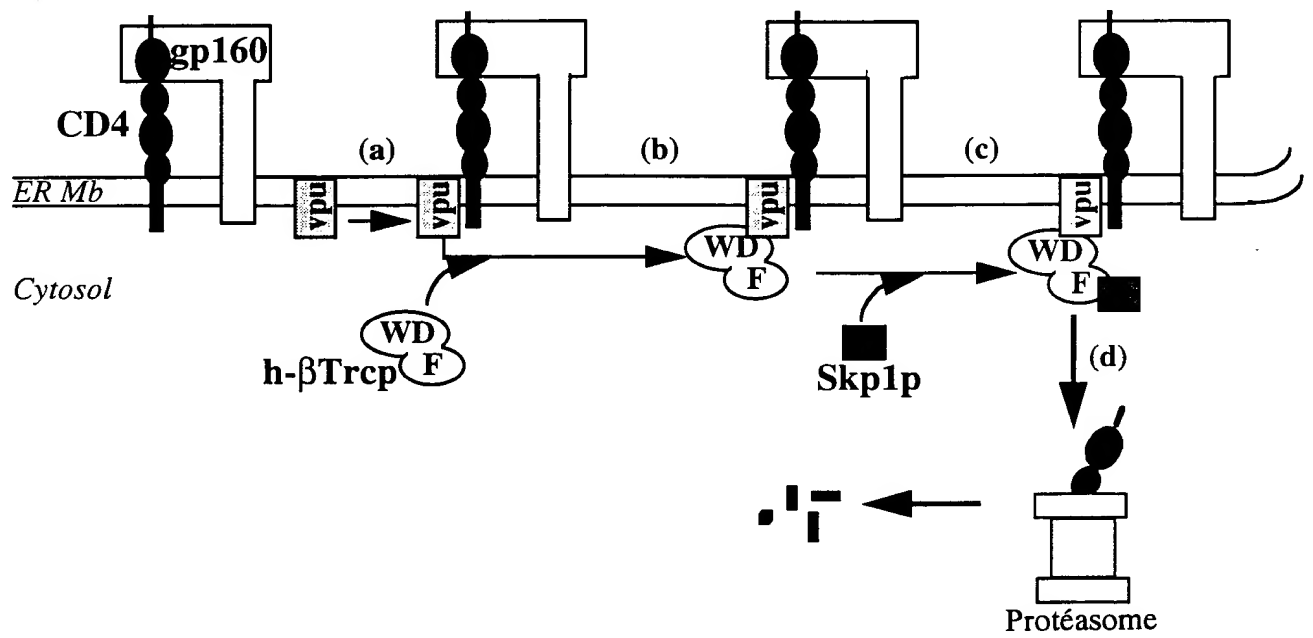 gp160
CD4
(a)
(b)
(c)
ER Mb
vpu
vpu
vpu
vpu
WD
F
WD
F
Cytosol
WD
F
h-βTrcp
Skp1p
(d)
Protéasome